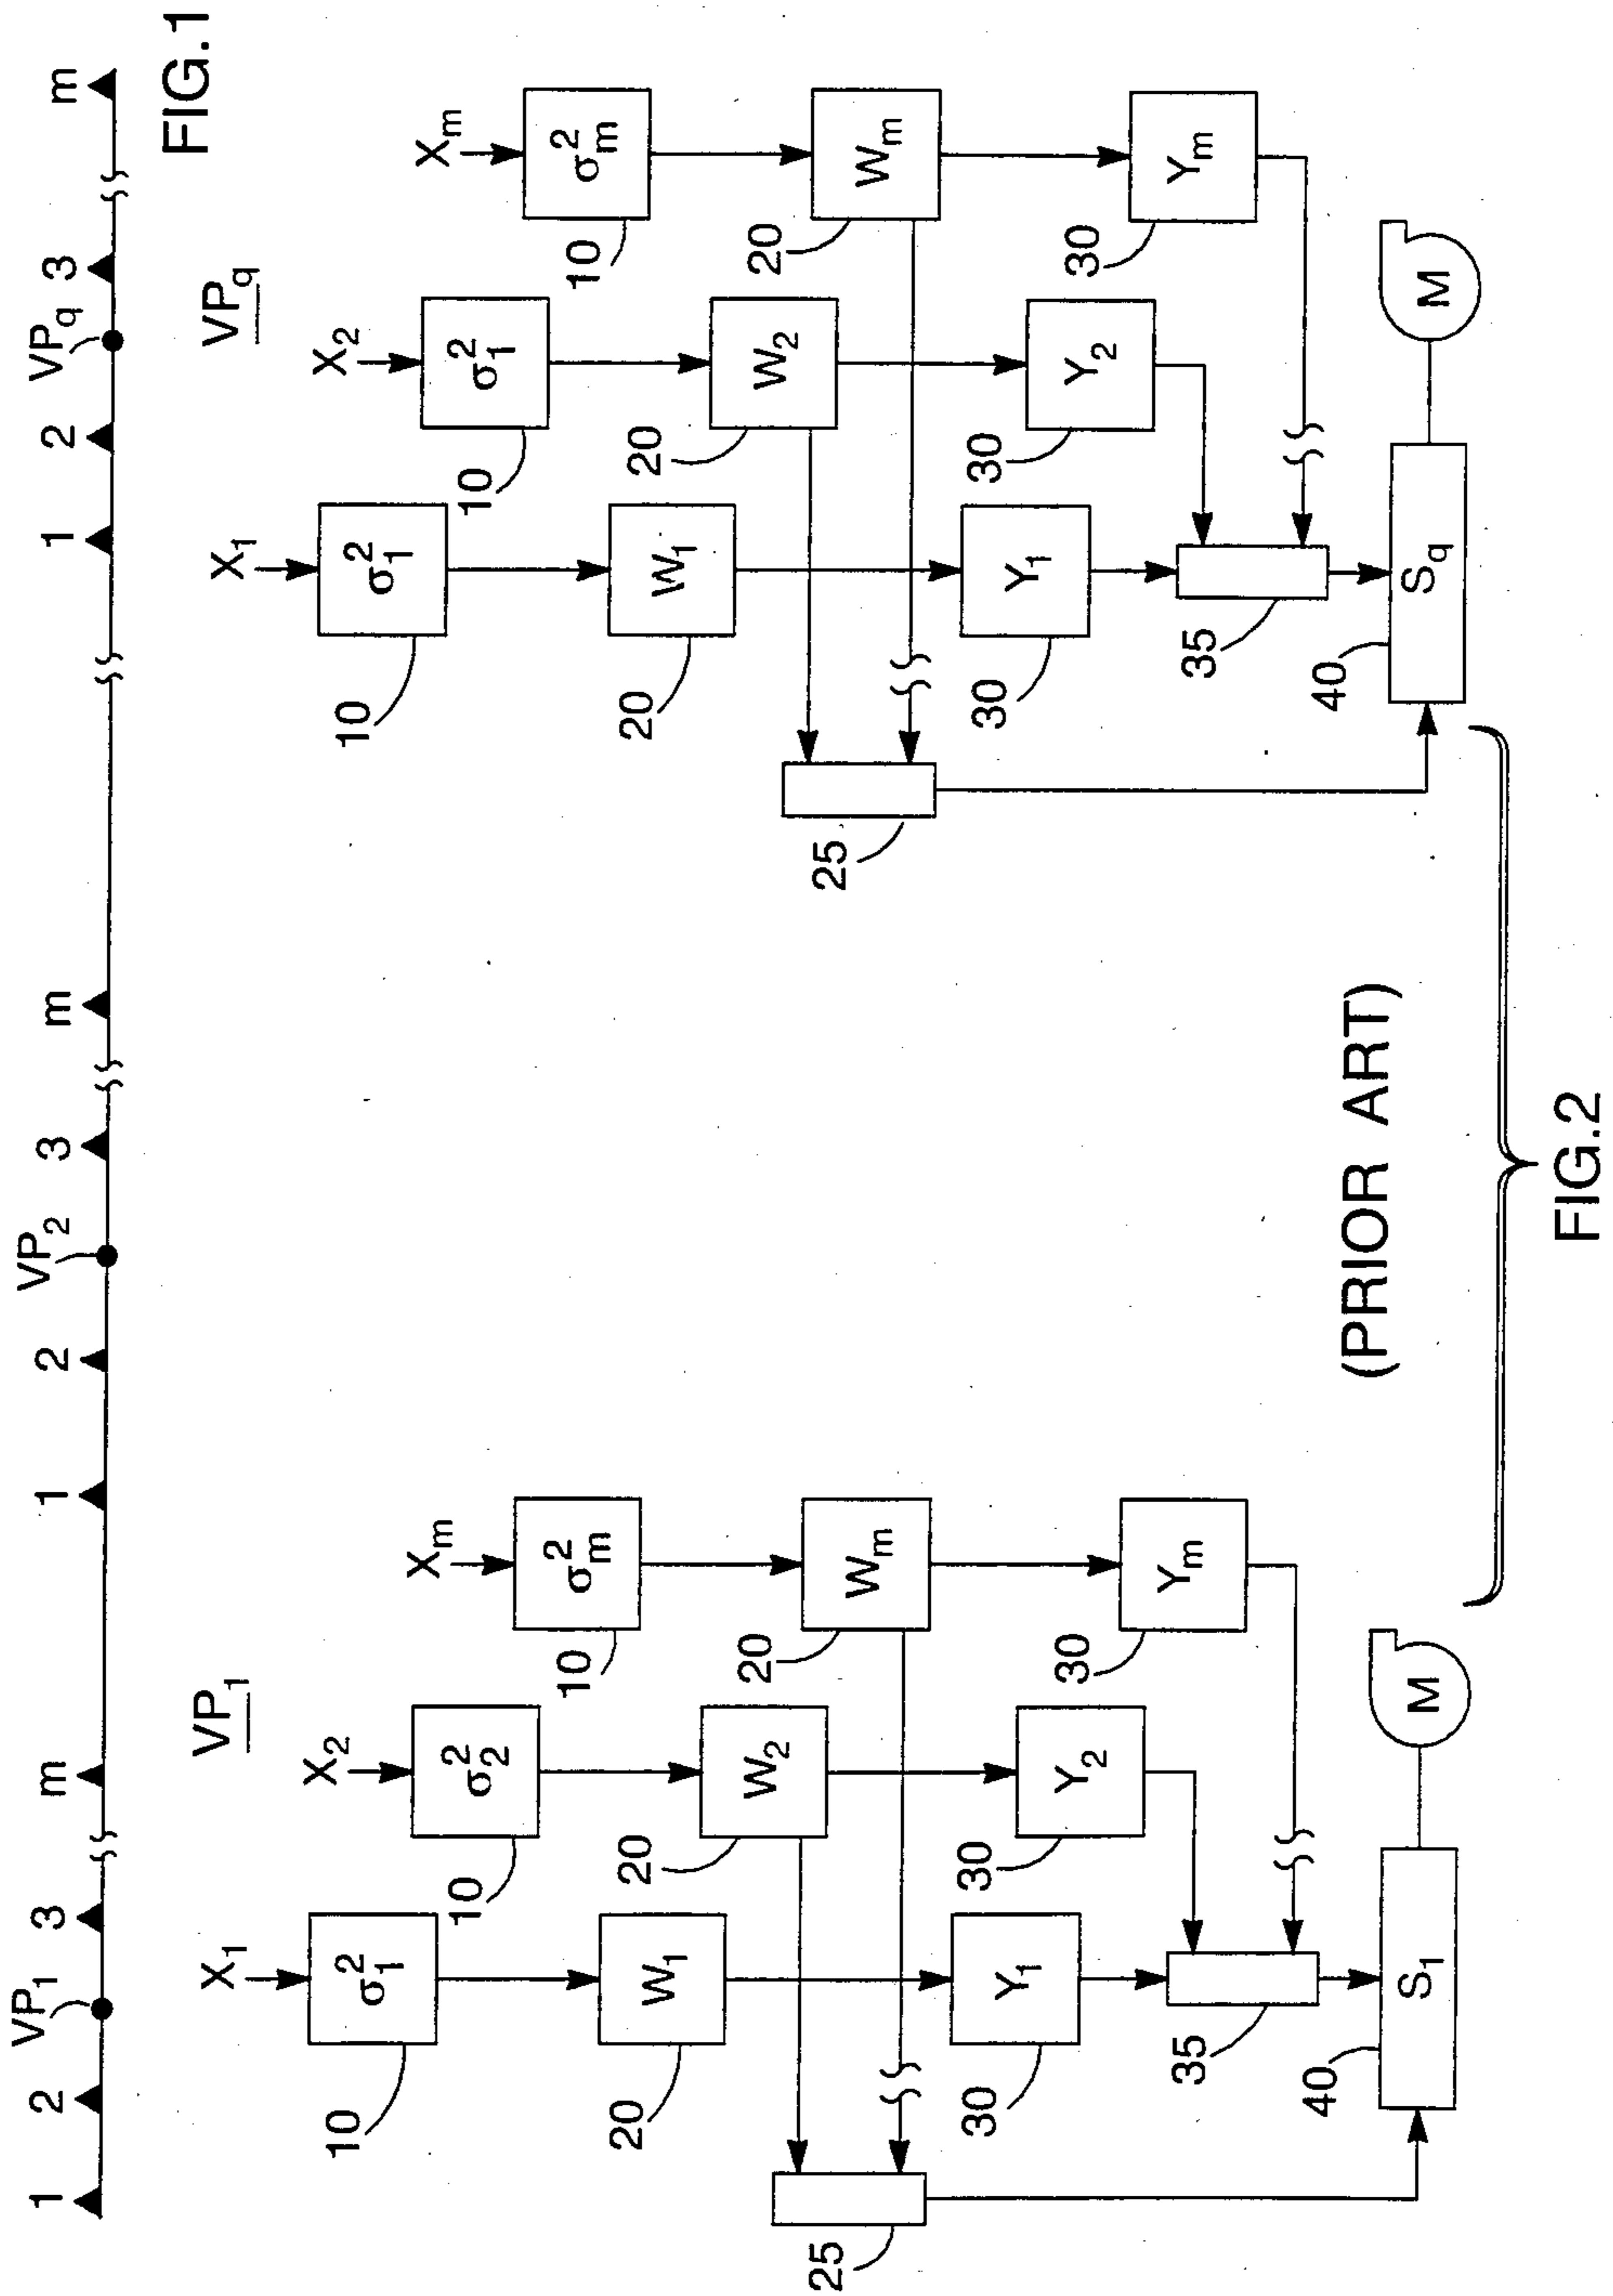 1 2 VP1 3 m 1 2 VP2 3 m 1 2 VPq 3 m
FIG.1
VP1
X1 X2 Xm
σ₁² σ₂² σm²
10 10 10
W1 W2 Wm
20 20 20
25
Y1 Y2 Ym
30 30 30
35
40 S1 M
VPq
X1 X2 Xm
σ₁² σ₁² σm²
10 10 10
W1 W2 Wm
20 20 20
25
Y1 Y2 Ym
30 30 30
35
40 Sq M
(PRIOR ART)
FIG.2